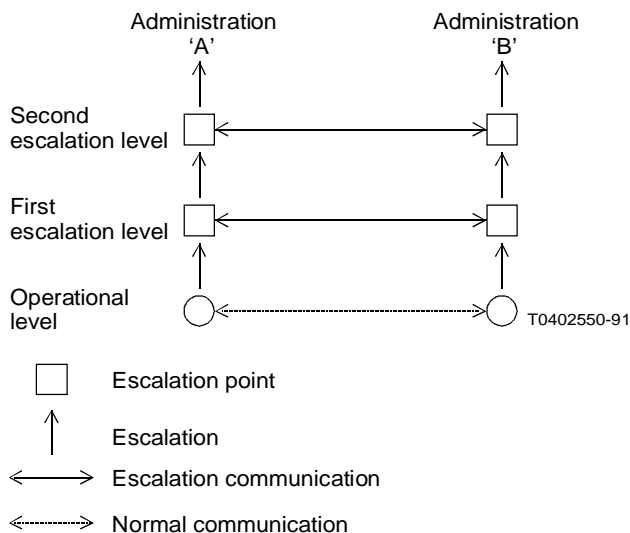 Administration
‘A’
Administration
‘B’
Second
escalation level
First
escalation level
Operational
level
T0402550-91
Escalation point
Escalation
Escalation communication
Normal communication